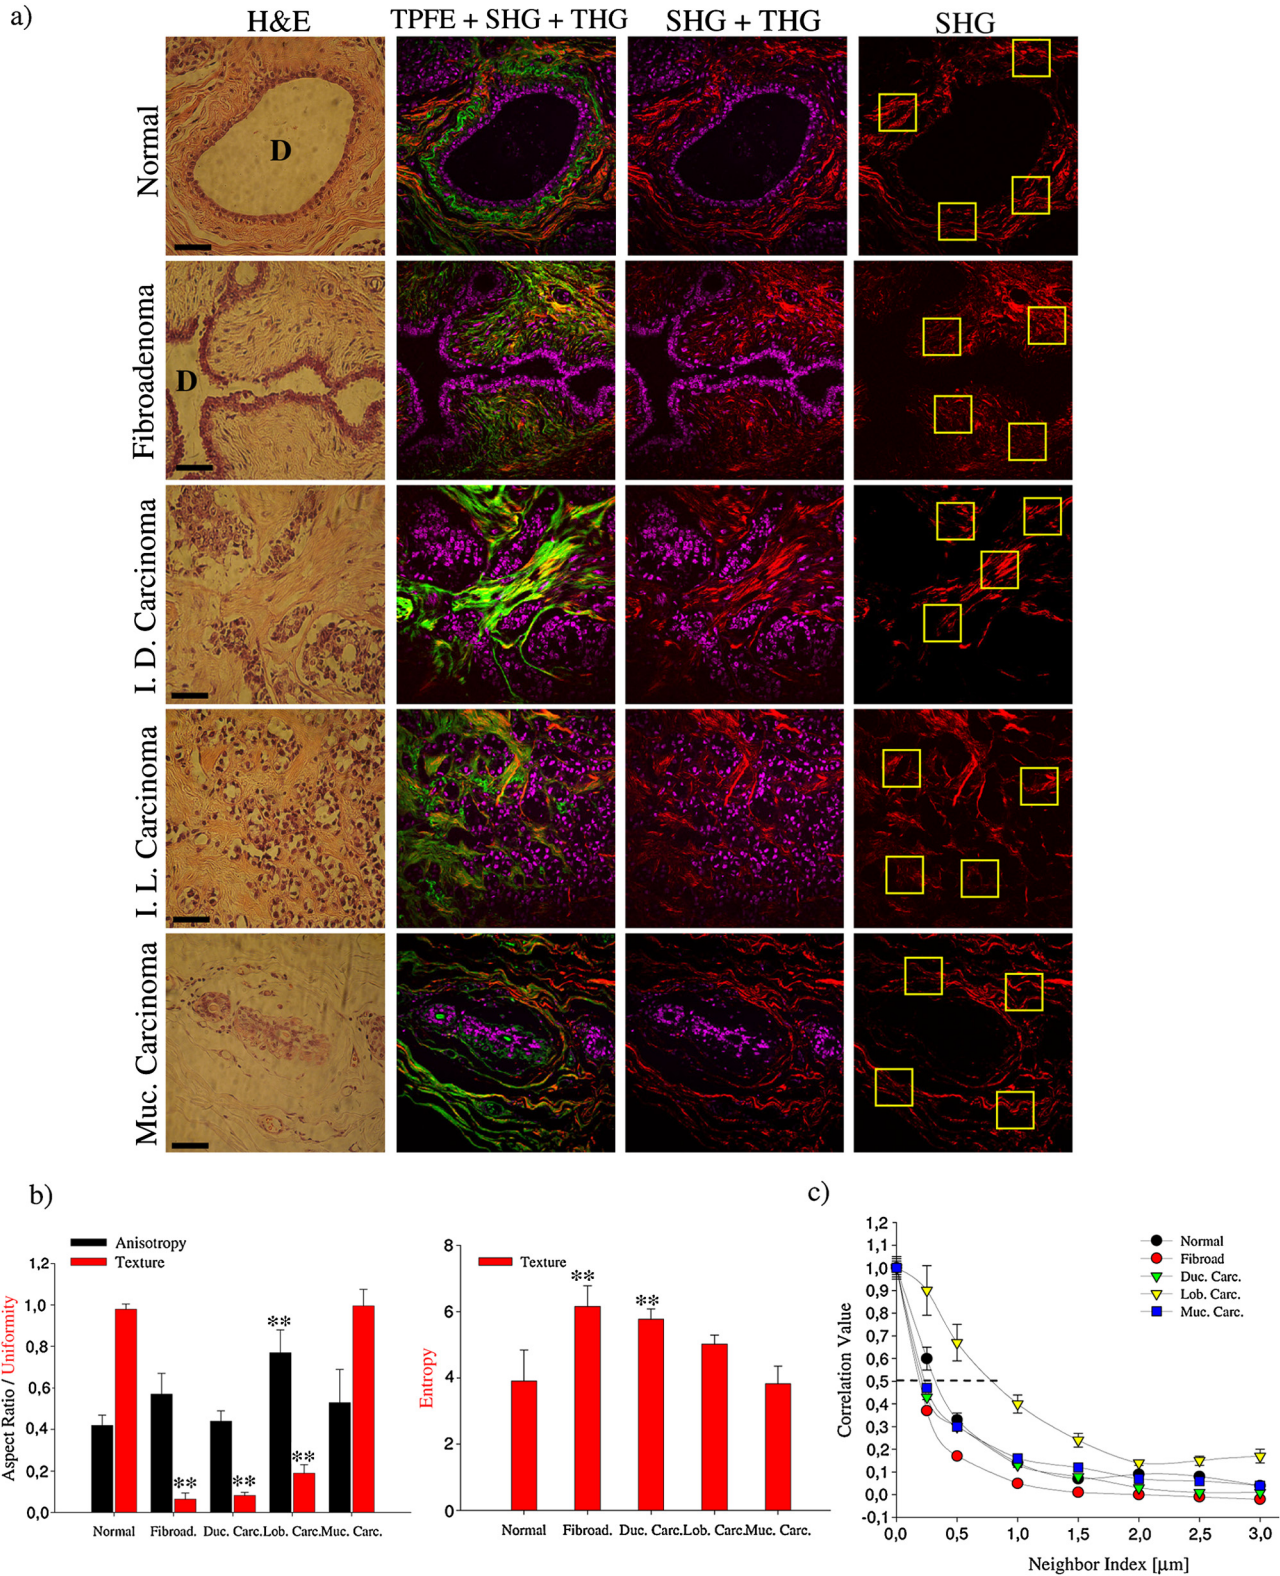 a)
H&E TPFE + SHG + THG SHG + THG SHG
Normal
D
Fibroadenoma
D
I. D. Carcinoma
I. L. Carcinoma
Muc. Carcinoma
b)
Anisotropy
Texture
Aspect Ratio / Uniformity
1,2
1,0
0,8
0,6
0,4
0,2
0,0
**
**
**
**
Normal Fibroad. Duc. Carc. Lob. Carc. Muc. Carc.
Texture
Entropy
8
6
4
2
0
**
**
Normal Fibroad. Duc. Carc. Lob. Carc. Muc. Carc.
c)
Correlation Value
1,2
1,1
1,0
0,9
0,8
0,7
0,6
0,5
0,4
0,3
0,2
0,1
0,0
-0,1
Normal
Fibroad
Duc. Carc.
Lob. Carc.
Muc. Carc.
0,0 0,5 1,0 1,5 2,0 2,5 3,0
Neighbor Index [µm]